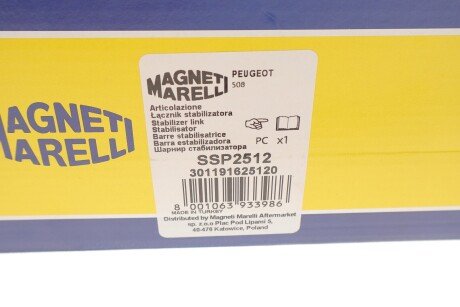 MAGNETI
MARELLI
MAGNETI
MARELLI
PEUGEOT
508
Articolazione
Łącznik stabilizatora
Stabilizer link
Stabilisator
Barre stabilisatrice
Barra estabilizadora
Шарнир стабилизатора
PC x1
SSP2512
301191625120
8 001063 933986
MADE IN TURKEY
Distributed by Magneti Marelli Aftermarket
sp. z.o.o Plac Pod Lipami 5,
40-476 Katowice, Poland